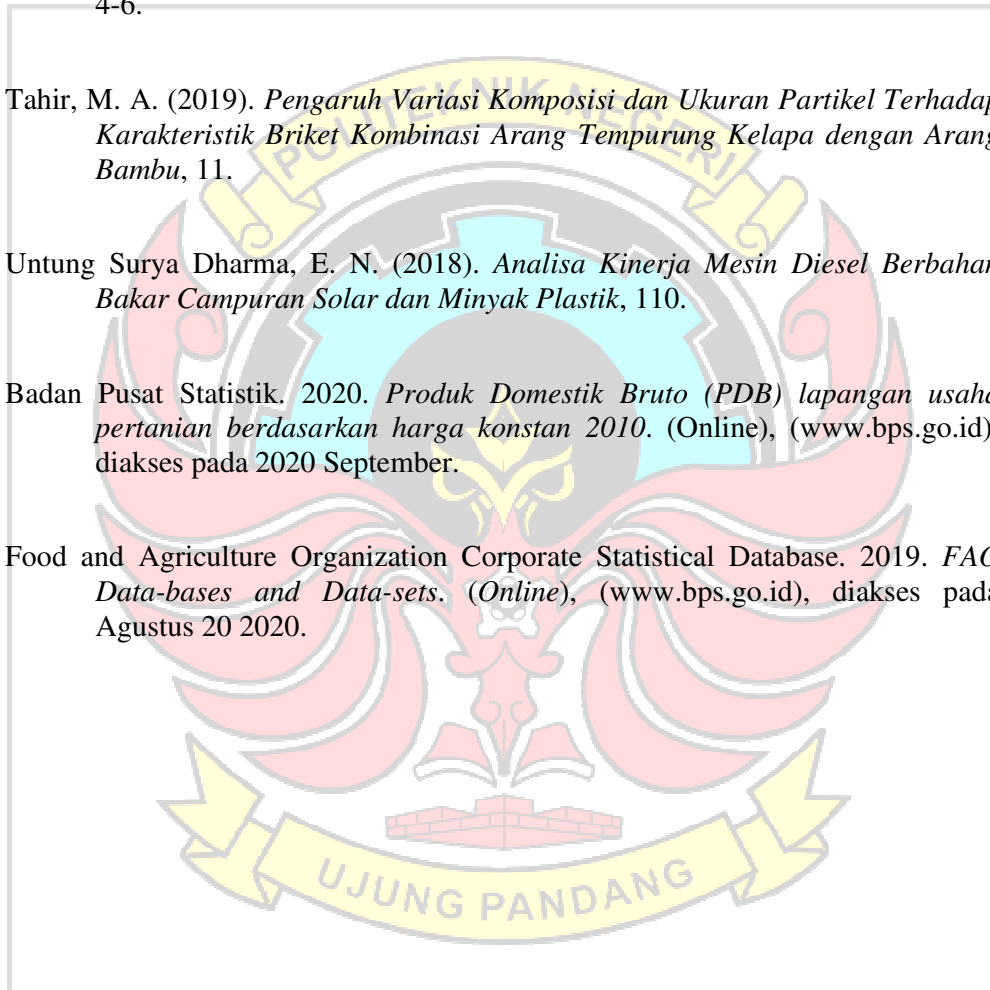 4-6.
POLITEKNIK NEGERI
Tahir, M. A. (2019). Pengaruh Variasi Komposisi dan Ukuran Partikel Terhadap
Karakteristik Briket Kombinasi Arang Tempurung Kelapa dengan Arang
Bambu, 11.
Untung Surya Dharma, E. N. (2018). Analisa Kinerja Mesin Diesel Berbahan
Bakar Campuran Solar dan Minyak Plastik, 110.
Badan Pusat Statistik. 2020. Produk Domestik Bruto (PDB) lapangan usaha
pertanian berdasarkan harga konstan 2010. (Online), (www.bps.go.id)
diakses pada 2020 September.
Food and Agriculture Organization Corporate Statistical Database. 2019. FAO
Data-bases and Data-sets. (Online), (www.bps.go.id), diakses pada
Agustus 20 2020.
UJUNG PANDANG